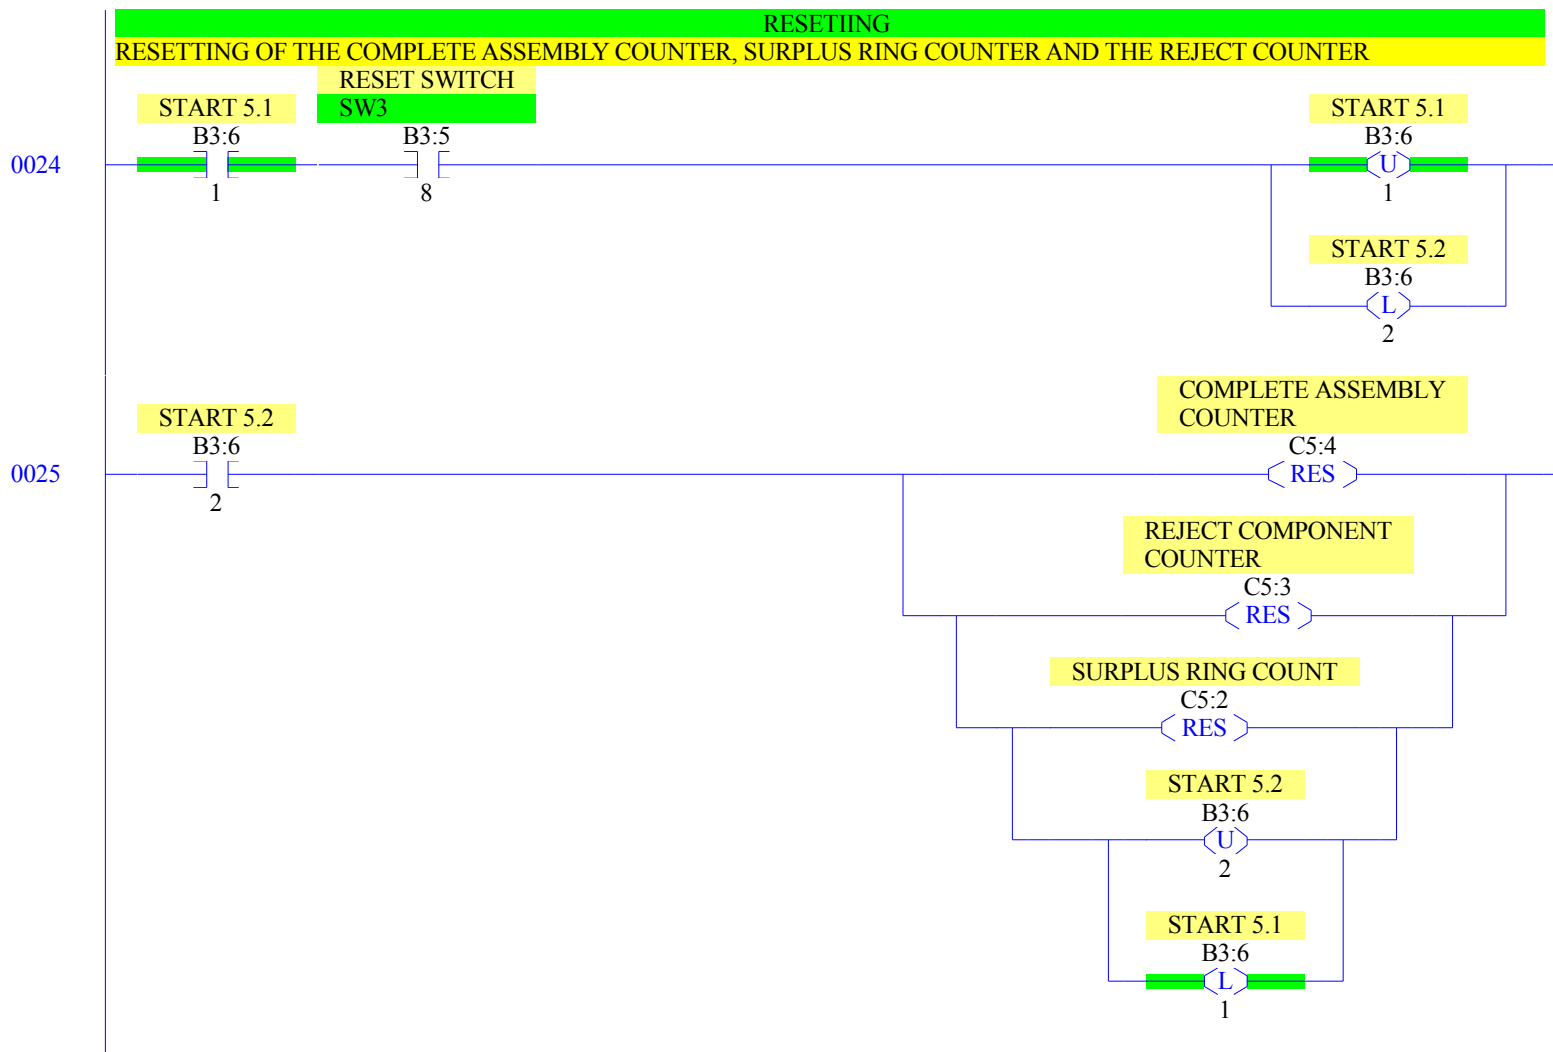 RESETIING
RESETTING OF THE COMPLETE ASSEMBLY COUNTER, SURPLUS RING COUNTER AND THE REJECT COUNTER
RESET SWITCH
START 5.1
SW3
START 5.1
B3:6
B3:5
B3:6
0024
U
1
8
1
START 5.2
B3:6
L
2
COMPLETE ASSEMBLY
COUNTER
START 5.2
B3:6
C5:4
0025
RES
2
REJECT COMPONENT
COUNTER
C5:3
RES
SURPLUS RING COUNT
C5:2
RES
START 5.2
B3:6
U
2
START 5.1
B3:6
L
1